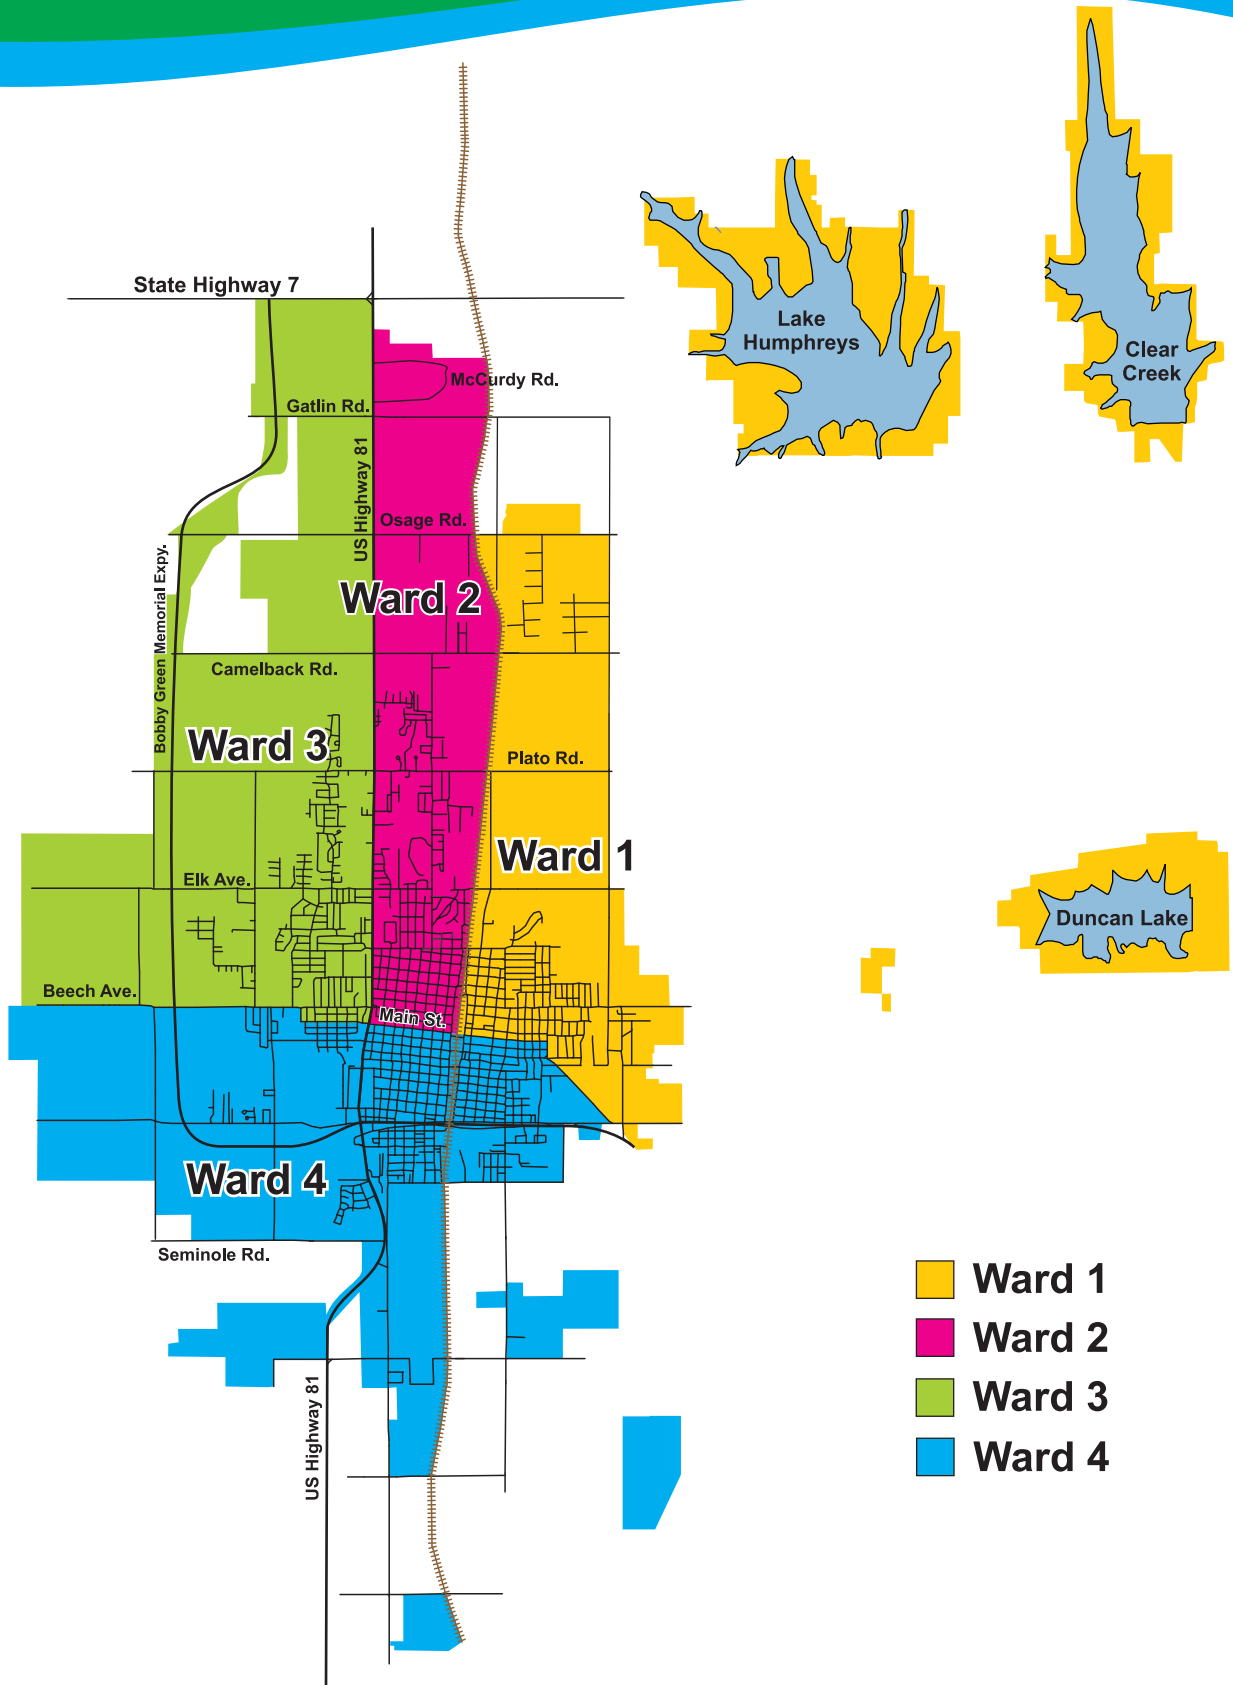 State Highway 7
Lake
Humphreys
Clear
Creek
McCurdy Rd.
Gatlin Rd.
US Highway 81
Osage Rd.
Bobby Green Memorial Expy.
Ward 2
Camelback Rd.
Ward 3
Plato Rd.
Ward 1
Elk Ave.
Duncan Lake
Beech Ave.
Main St.
Ward 4
Seminole Rd.
US Highway 81
Ward 1
Ward 2
Ward 3
Ward 4